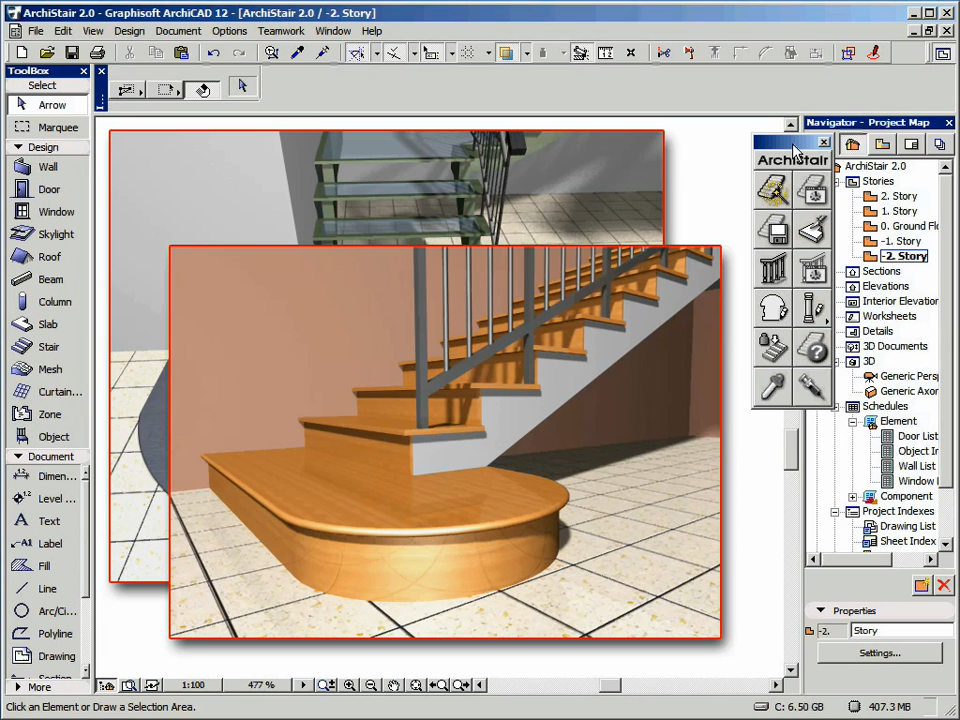 ArchiStair 2.0 - Graphisoft ArchiCAD 12 - [ArchiStair 2.0 / -2. Story]
File Edit View Design Document Options Teamwork Window Help
ToolBox
Select
Arrow
Marquee
Design
Wall
Door
Window
Skylight
Roof
Beam
Column
Slab
Stair
Mesh
Curtain...
Zone
Object
Document
Dimen...
Level ...
Text
Label
Fill
Line
Arc/Ci...
Polyline
Drawing
More
ArchiStair
Navigator - Project Map
ArchiStair 2.0
Stories
2. Story
1. Story
0. Ground Flo
-1. Story
-2. Story
Sections
Elevations
Interior Elevation
Worksheets
Details
3D Documents
3D
Generic Persp
Generic Axon
Schedules
Element
Door List
Object In
Wall List
Window
Component
Project Indexes
Drawing List
Sheet Index
Properties
-2. Story
Settings...
1:100 477 %
Click an Element or Draw a Selection Area.
C: 6.50 GB 407.3 MB